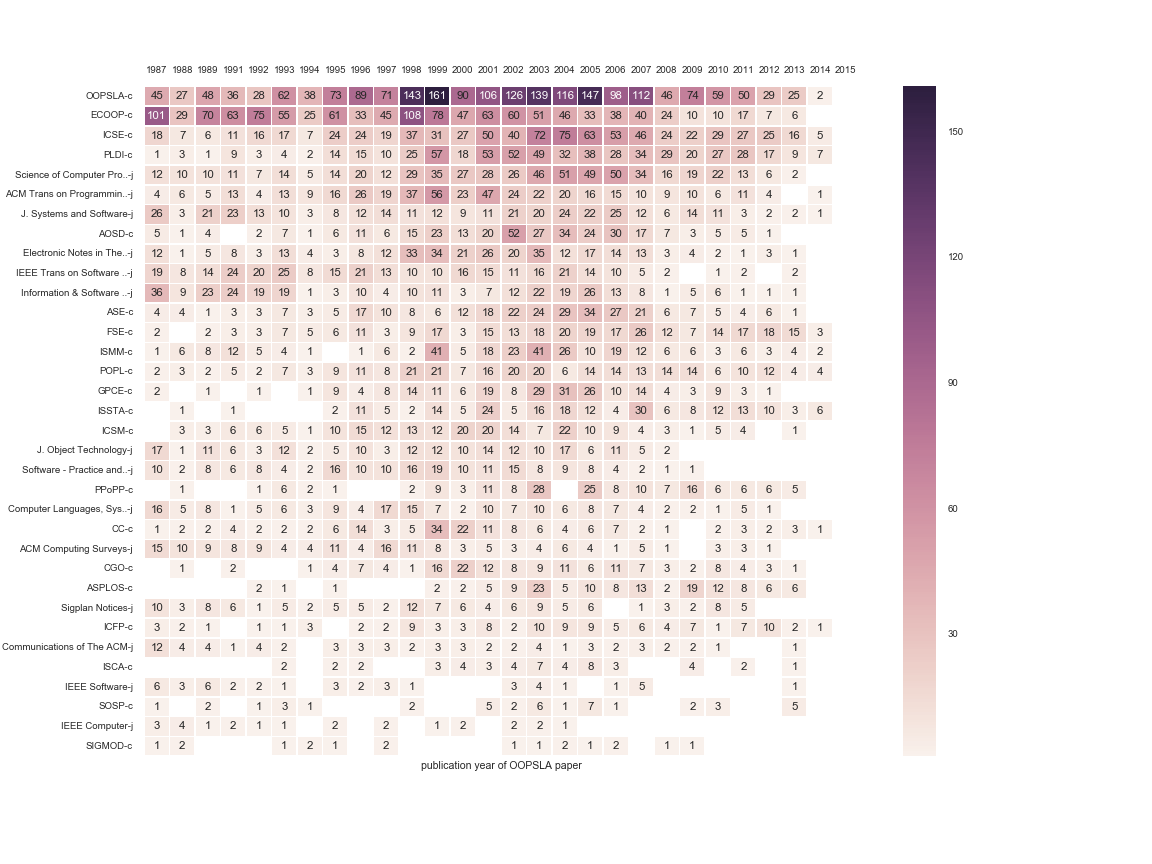 1987 1988 1989 1991 1992 1993 1994 1995 1996 1997 1998 1999 2000 2001 2002 2003 2004 2005 2006 2007 2008 2009 2010 2011 2012 2013 2014 2015
OOPSLA-c 45 27 48 36 28 62 38 73 89 71 143 161 90 106 126 139 116 147 98 112 46 74 59 50 29 25 2
ECOOP-c 101 29 70 63 75 55 25 61 33 45 108 78 47 63 60 51 46 33 38 40 24 10 10 17 7 6
150
ICSE-c 18 7 6 11 16 17 7 24 24 19 37 31 27 50 40 72 75 63 53 46 24 22 29 27 25 16 5
PLDI-c 1 3 1 9 3 4 2 14 15 10 25 57 18 53 52 49 32 38 28 34 29 20 27 28 17 9 7
Science of Computer Pro..-j 12 10 10 11 7 14 5 14 20 12 29 35 27 28 26 46 51 49 50 34 16 19 22 13 6 2
ACM Trans on Programmin..-j 4 6 5 13 4 13 9 16 26 19 37 56 23 47 24 22 20 16 15 10 9 10 6 11 4 1
J. Systems and Software-j 26 3 21 23 13 10 3 8 12 14 11 12 9 11 21 20 24 22 25 12 6 14 11 3 2 2 1
AOSD-c 5 1 4 2 7 1 6 11 6 15 23 13 20 52 27 34 24 30 17 7 3 5 5 1
Electronic Notes in The..-j 12 1 5 8 3 13 4 3 8 12 33 34 21 26 20 35 12 17 14 13 3 4 2 1 3 1
120
IEEE Trans on Software ..-j 19 8 14 24 20 25 8 15 21 13 10 10 16 15 11 16 21 14 10 5 2 1 2 2
Information & Software ..-j 36 9 23 24 19 19 1 3 10 4 10 11 3 7 12 22 19 26 13 8 1 5 6 1 1 1
ASE-c 4 4 1 3 3 7 3 5 17 10 8 6 12 18 22 24 29 34 27 21 6 7 5 4 6 1
FSE-c 2 2 3 3 7 5 6 11 3 9 17 3 15 13 18 20 19 17 26 12 7 14 17 18 15 3
ISMM-c 1 6 8 12 5 4 1 1 6 2 41 5 18 23 41 26 10 19 12 6 6 3 6 3 4 2
POPL-c 2 3 2 5 2 7 3 9 11 8 21 21 7 16 20 20 6 14 14 13 14 14 6 10 12 4 4
90
GPCE-c 2 1 1 1 9 4 8 14 11 6 19 8 29 31 26 10 14 4 3 9 3 1
ISSTA-c 1 1 2 11 5 2 14 5 24 5 16 18 12 4 30 6 8 12 13 10 3 6
ICSM-c 3 3 6 6 5 1 10 15 12 13 12 20 20 14 7 22 10 9 4 3 1 5 4 1
J. Object Technology-j 17 1 11 6 3 12 2 5 10 3 12 12 10 14 12 10 17 6 11 5 2
Software - Practice and..-j 10 2 8 6 8 4 2 16 10 10 16 19 10 11 15 8 9 8 4 2 1 1
PPoPP-c 1 1 6 2 1 2 9 3 11 8 28 25 8 10 7 16 6 6 6 5
Computer Languages, Sys..-j 16 5 8 1 5 6 3 9 4 17 15 7 2 10 7 10 6 8 7 4 2 2 1 5 1
60
CC-c 1 2 2 4 2 2 2 6 14 3 5 34 22 11 8 6 4 6 7 2 1 2 3 2 3 1
ACM Computing Surveys-j 15 10 9 8 9 4 4 11 4 16 11 8 3 5 3 4 6 4 1 5 1 3 3 1
CGO-c 1 2 1 4 7 4 1 16 22 12 8 9 11 6 11 7 3 2 8 4 3 1
ASPLOS-c 2 1 1 2 2 5 9 23 5 10 8 13 2 19 12 8 6 6
Sigplan Notices-j 10 3 8 6 1 5 2 5 5 2 12 7 6 4 6 9 5 6 1 3 2 8 5
ICFP-c 3 2 1 1 1 3 2 2 9 3 3 8 2 10 9 9 5 6 4 7 1 7 10 2 1
30
Communications of The ACM-j 12 4 4 1 4 2 3 3 3 2 3 3 2 2 4 1 3 2 3 2 2 1 1
ISCA-c 2 2 2 3 4 3 4 7 4 8 3 4 2 1
IEEE Software-j 6 3 6 2 2 1 3 2 3 1 3 4 1 1 5 1
SOSP-c 1 2 1 3 1 2 5 2 6 1 7 1 2 3 5
IEEE Computer-j 3 4 1 2 1 1 2 2 1 2 2 2 1
SIGMOD-c 1 2 1 2 1 2 1 1 2 1 2 1 1
publication year of OOPSLA paper